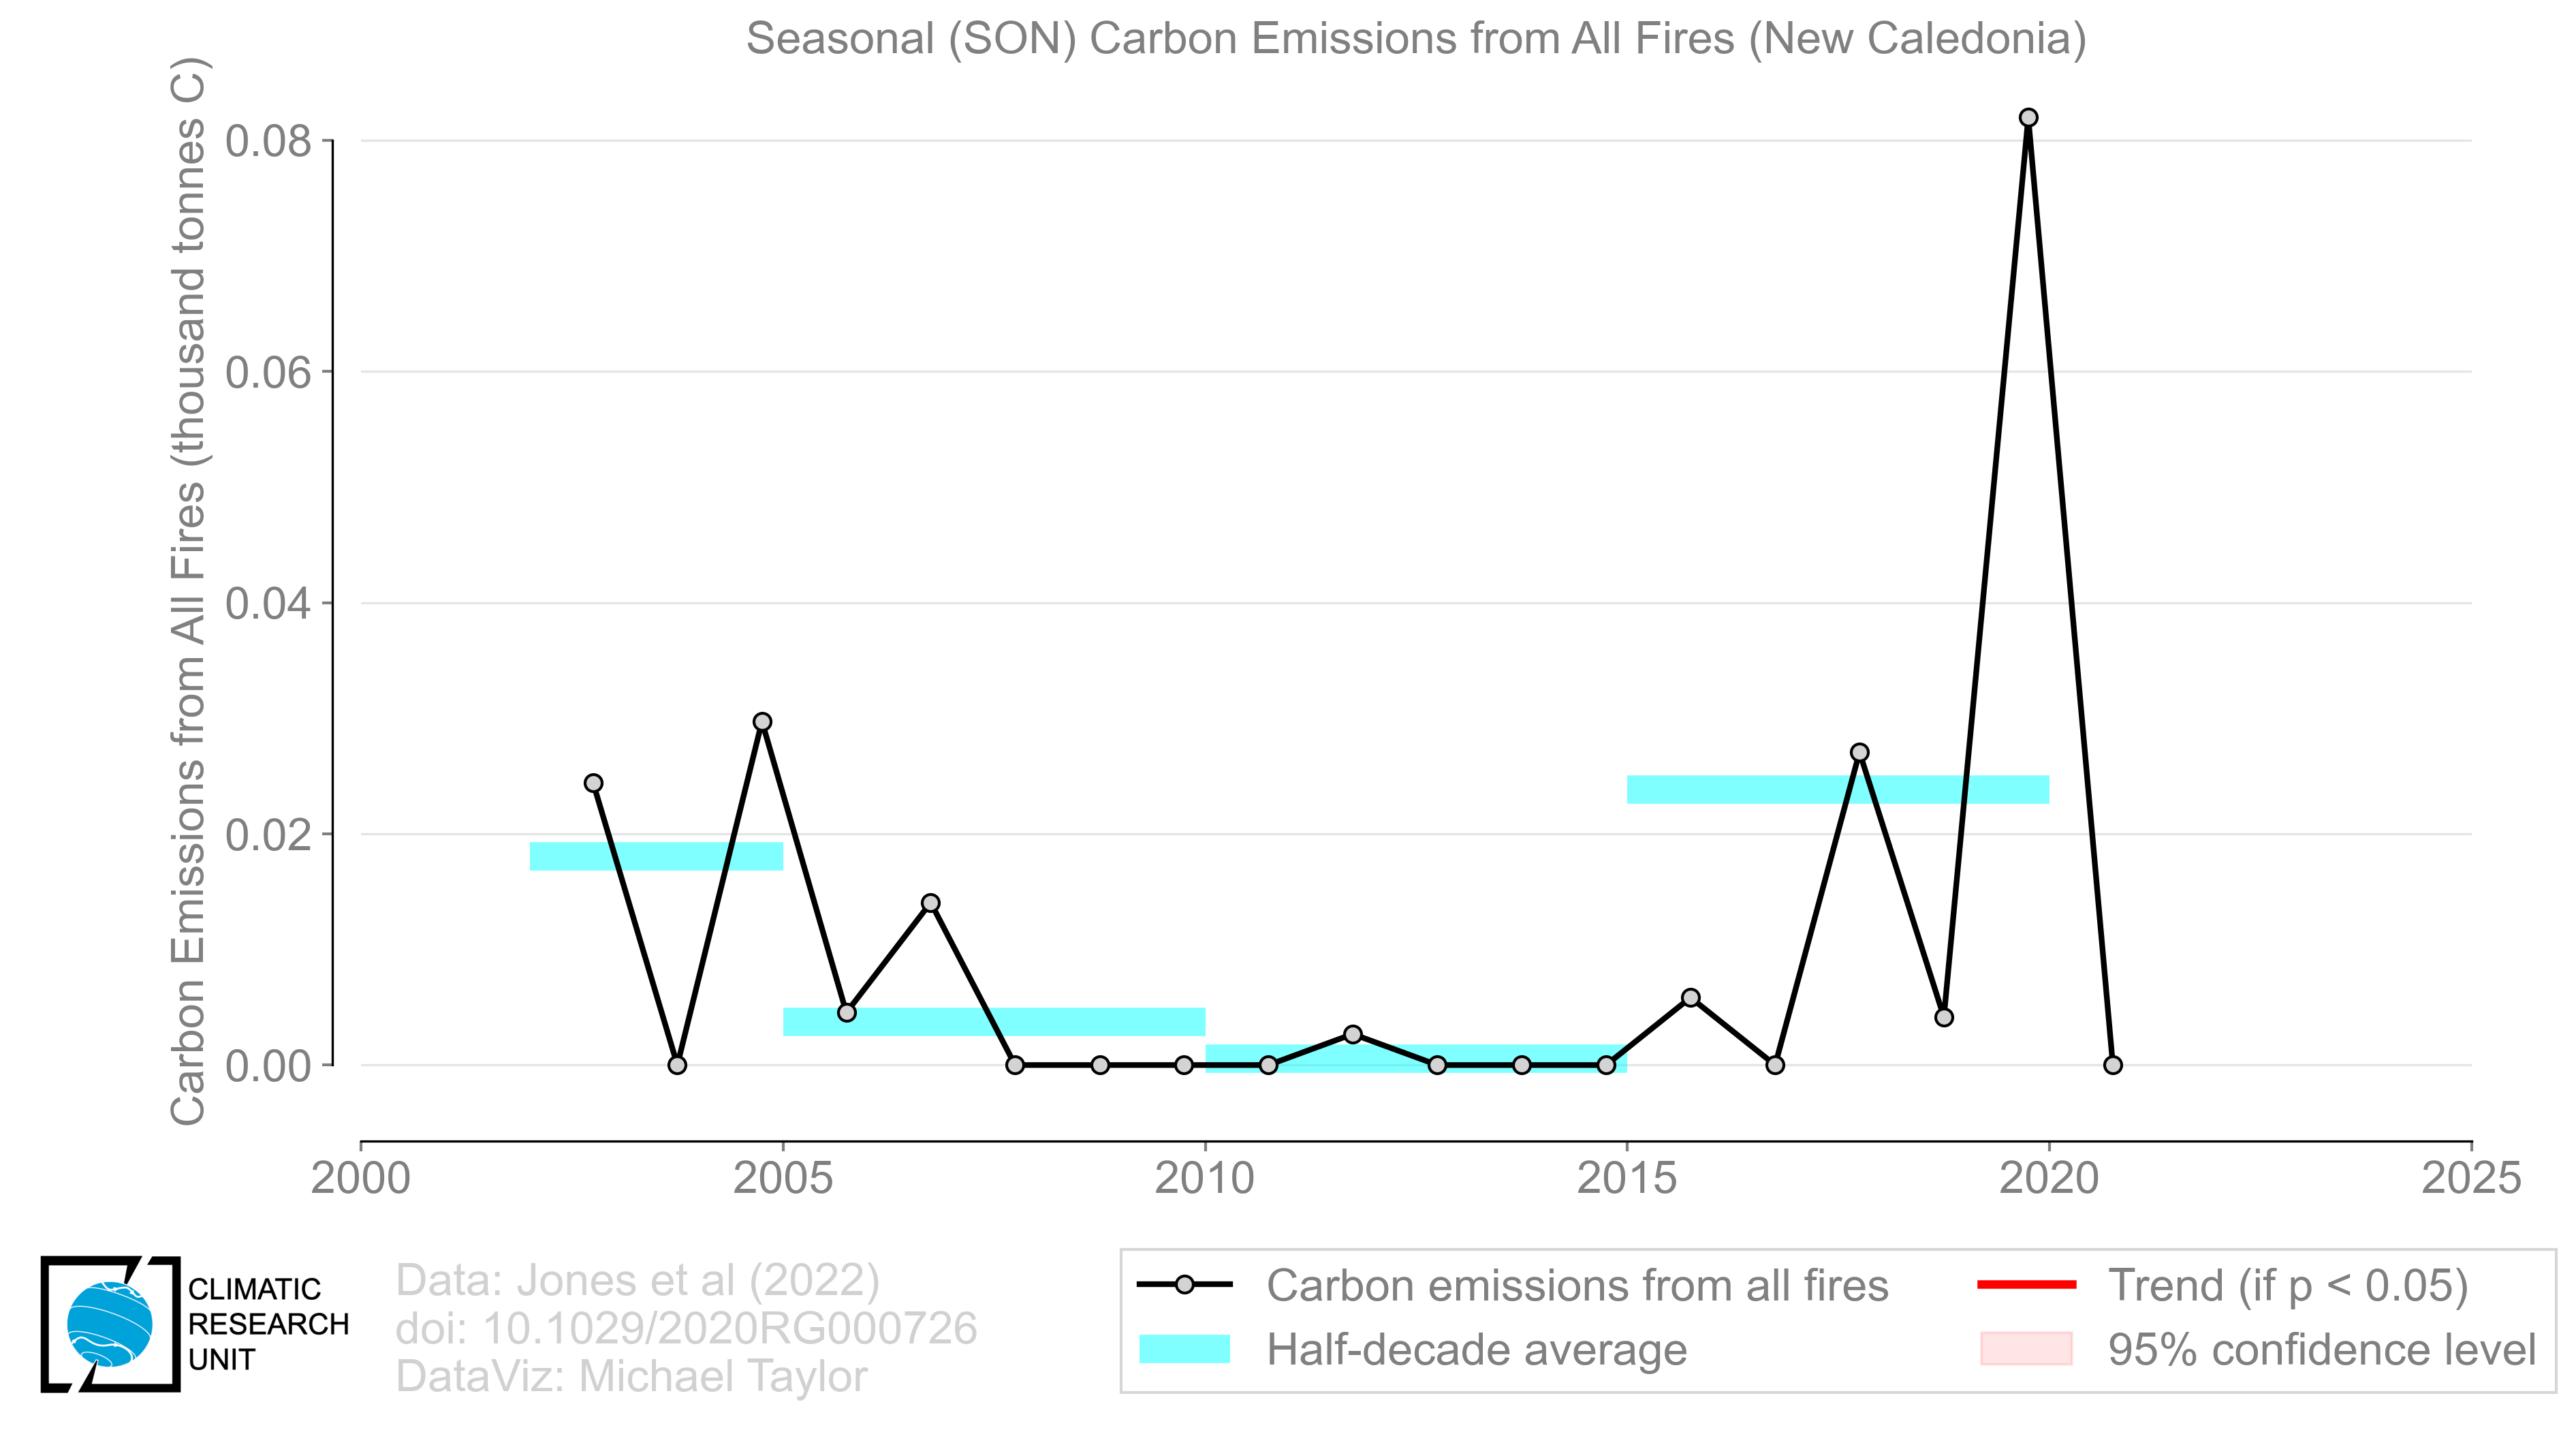 Seasonal (SON) Carbon Emissions from All Fires (New Caledonia)
Carbon Emissions from All Fires (thousand tonnes C)
0.08
0.06
0.04
0.02
0.00
2000
2005
2010
2015
2020
2025
CLIMATIC
RESEARCH
UNIT
Data: Jones et al (2022)
doi: 10.1029/2020RG000726
DataViz: Michael Taylor
Carbon emissions from all fires
Half-decade average
Trend (if p < 0.05)
95% confidence level